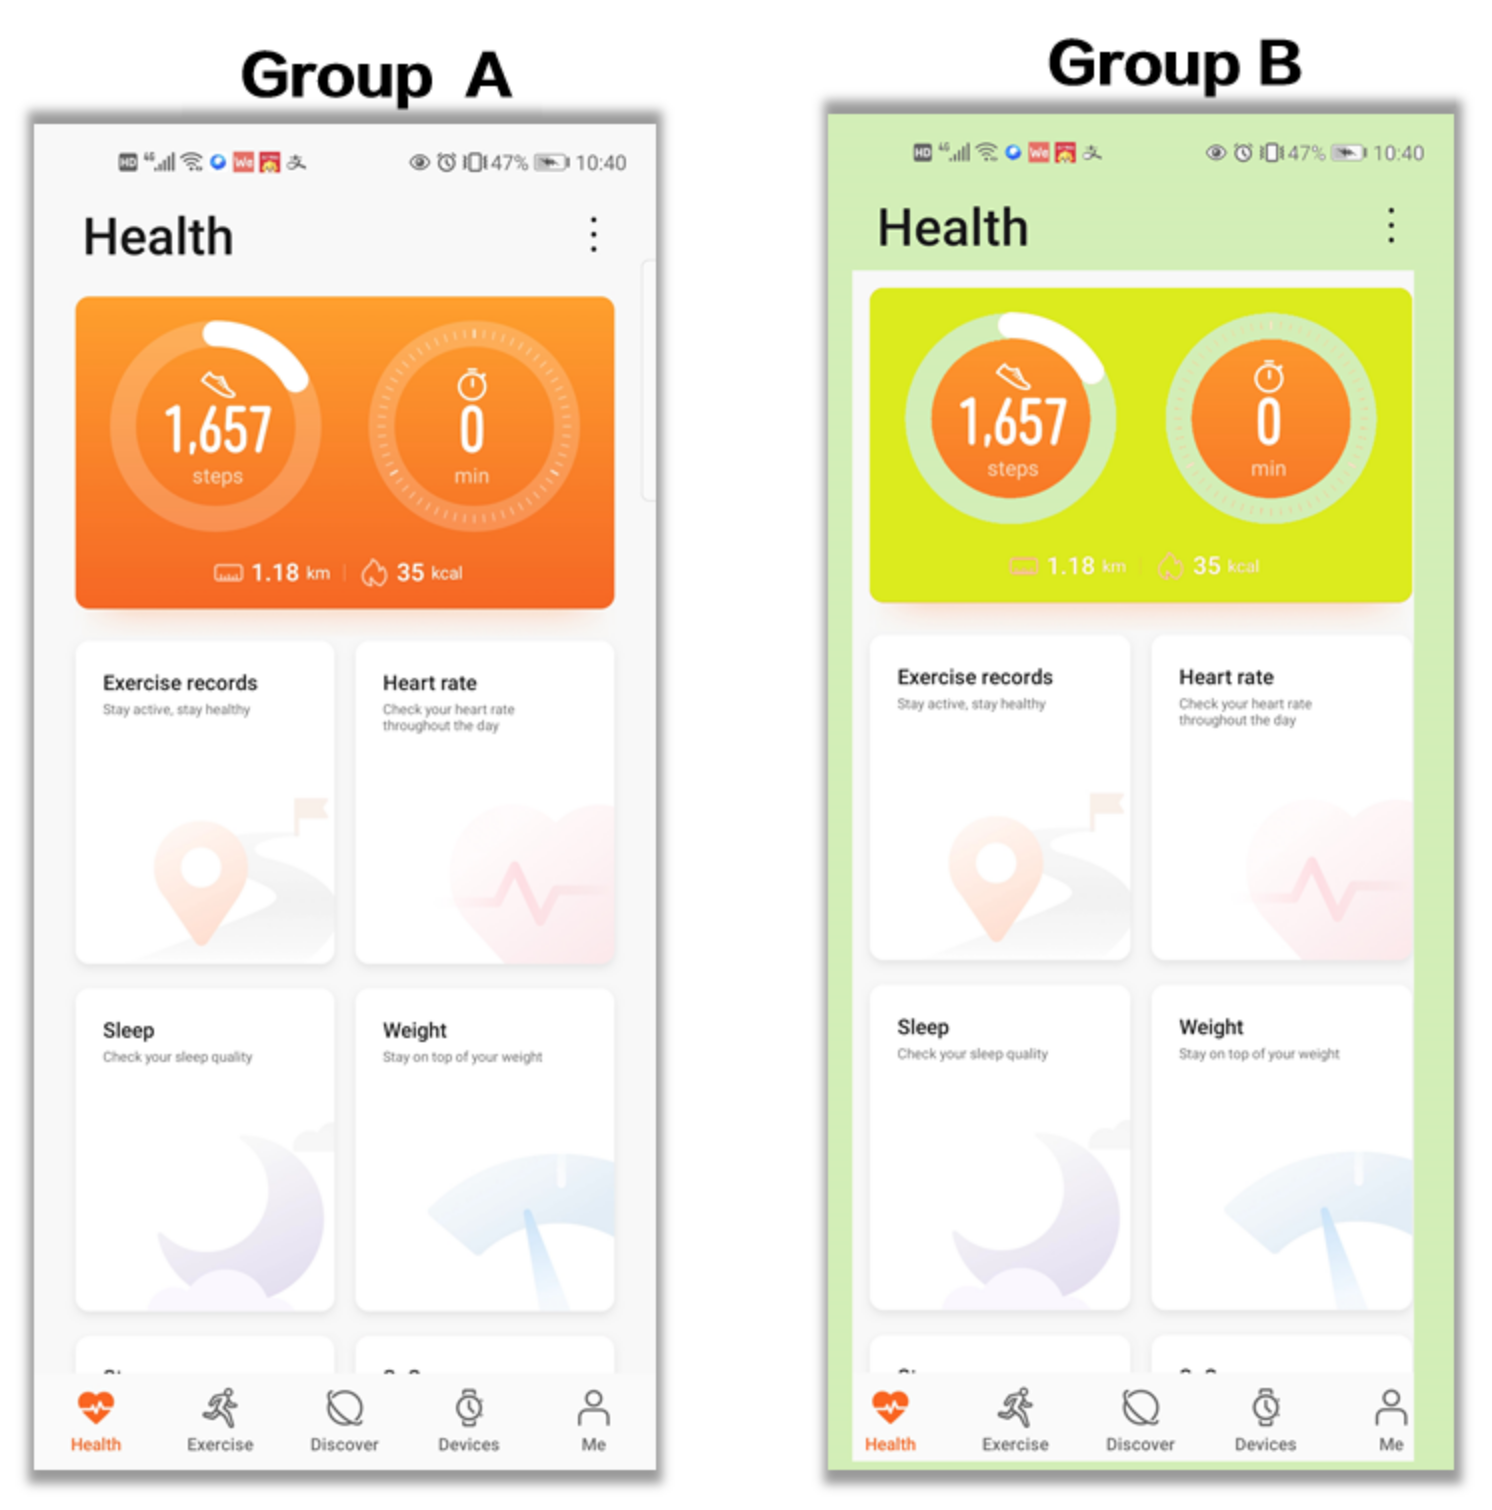 Group A
HD 4G We 支 47% 10:40
Health
1,657
steps
0
min
1.18 km
35 kcal
Exercise records
Stay active, stay healthy
Heart rate
Check your heart rate
throughout the day
Sleep
Check your sleep quality
Weight
Stay on top of your weight
Health
Exercise
Discover
Devices
Me
Group B
HD 4G We 支 47% 10:40
Health
1,657
steps
0
min
1.18 km
35 kcal
Exercise records
Stay active, stay healthy
Heart rate
Check your heart rate
throughout the day
Sleep
Check your sleep quality
Weight
Stay on top of your weight
Health
Exercise
Discover
Devices
Me